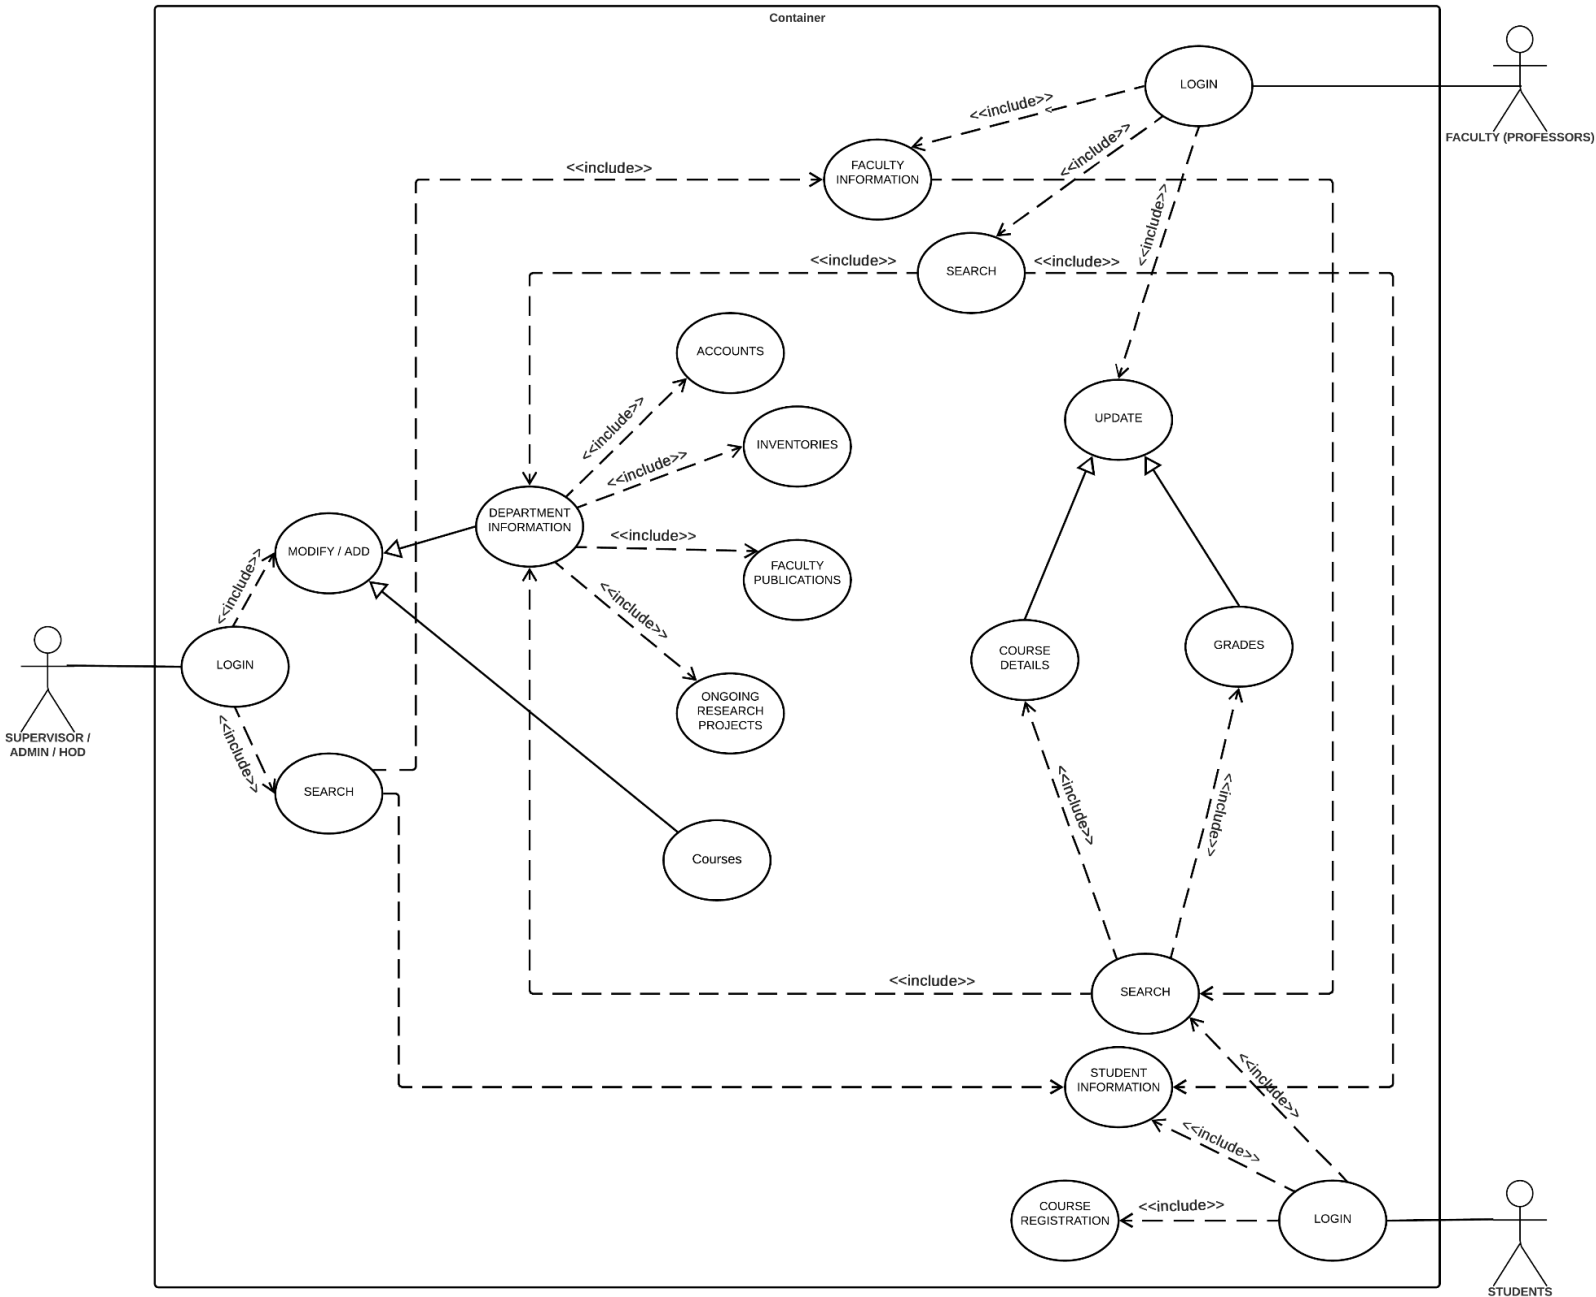 Container
LOGIN
FACULTY (PROFESSORS)
<<include>>
<<include>>
<<include>>
<<include>>
FACULTY
INFORMATION
<<include>>
SEARCH
<<include>>
ACCOUNTS
<<include>>
INVENTORIES
<<include>>
UPDATE
DEPARTMENT
INFORMATION
<<include>>
FACULTY
PUBLICATIONS
<<include>>
MODIFY / ADD
<<include>>
LOGIN
SUPERVISOR /
ADMIN / HOD
<<include>>
SEARCH
ONGOING
RESEARCH
PROJECTS
COURSE
DETAILS
GRADES
<<include>>
<<include>>
Courses
<<include>>
SEARCH
STUDENT
INFORMATION
<<include>>
<<include>>
COURSE
REGISTRATION
<<include>>
LOGIN
STUDENTS